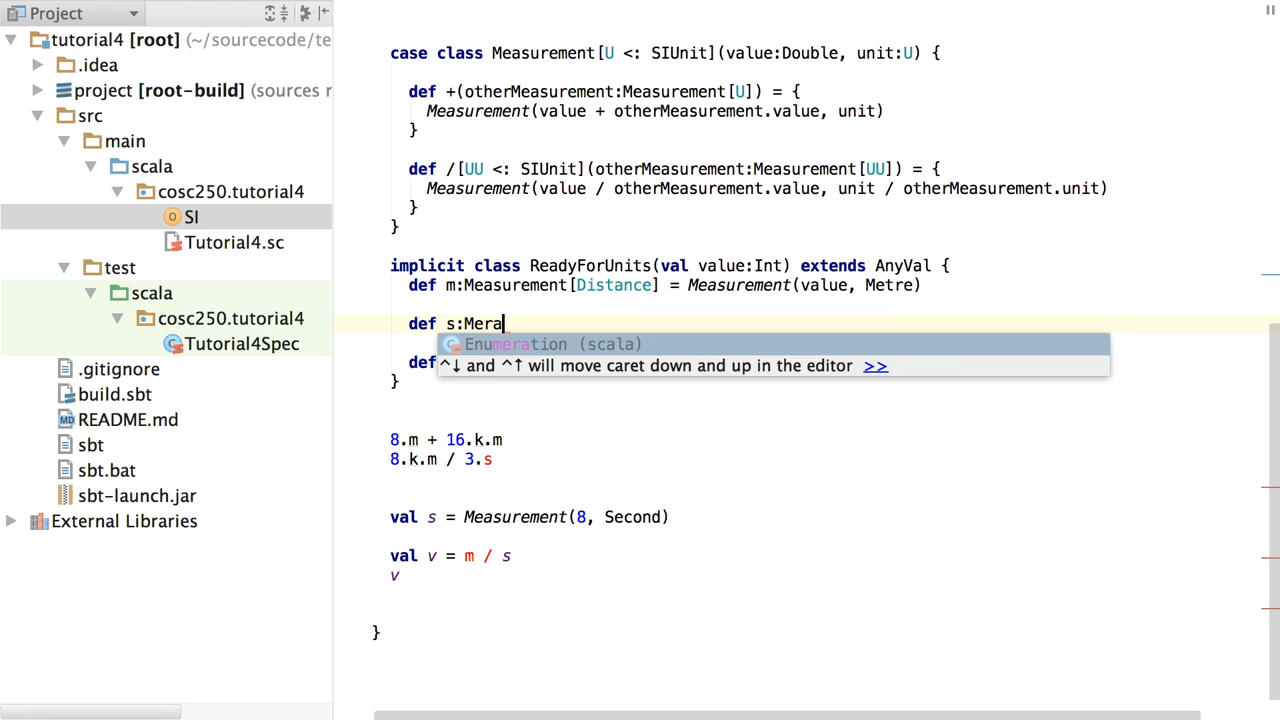 Project
tutorial4 [root] (~/sourcecode/te
.idea
project [root-build] (sources r
src
main
scala
cosc250.tutorial4
SI
Tutorial4.sc
test
scala
cosc250.tutorial4
Tutorial4Spec
.gitignore
build.sbt
README.md
sbt
sbt.bat
sbt-launch.jar
External Libraries
case class Measurement[U <: SIUnit](value:Double, unit:U) {
def +(otherMeasurement:Measurement[U]) = {
Measurement(value + otherMeasurement.value, unit)
}
def /[UU <: SIUnit](otherMeasurement:Measurement[UU]) = {
Measurement(value / otherMeasurement.value, unit / otherMeasurement.unit)
}
}
implicit class ReadyForUnits(val value:Int) extends AnyVal {
def m:Measurement[Distance] = Measurement(value, Metre)
def s:Mera
Enumeration (scala)
def
^↓ and ^↑ will move caret down and up in the editor >>
}
8.m + 16.k.m
8.k.m / 3.s
val s = Measurement(8, Second)
val v = m / s
v
}